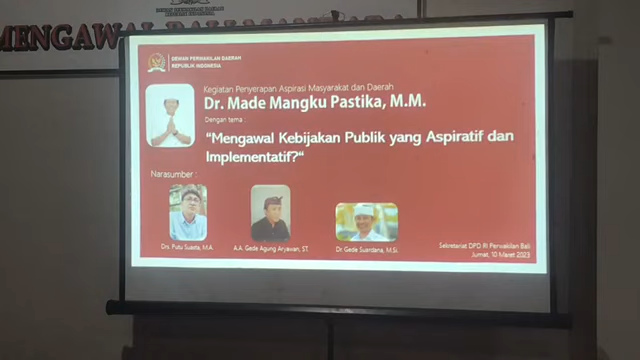 MENGAWAL
DEWAN PERWAKILAN DAERAH
REPUBLIK INDONESIA
Kegiatan Penyerapan Aspirasi Masyarakat dan Daerah
Dr. Made Mangku Pastika, M.M.
Dengan tema :
“Mengawal Kebijakan Publik yang Aspiratif dan
Implementatif?“
Narasumber :
Drs. Putu Suasta, M.A.
A.A. Gede Agung Aryawan, ST.
Dr. Gede Suardana, M.Si.
Sekretariat DPD RI Perwakilan Bali
Jumat, 10 Maret 2023